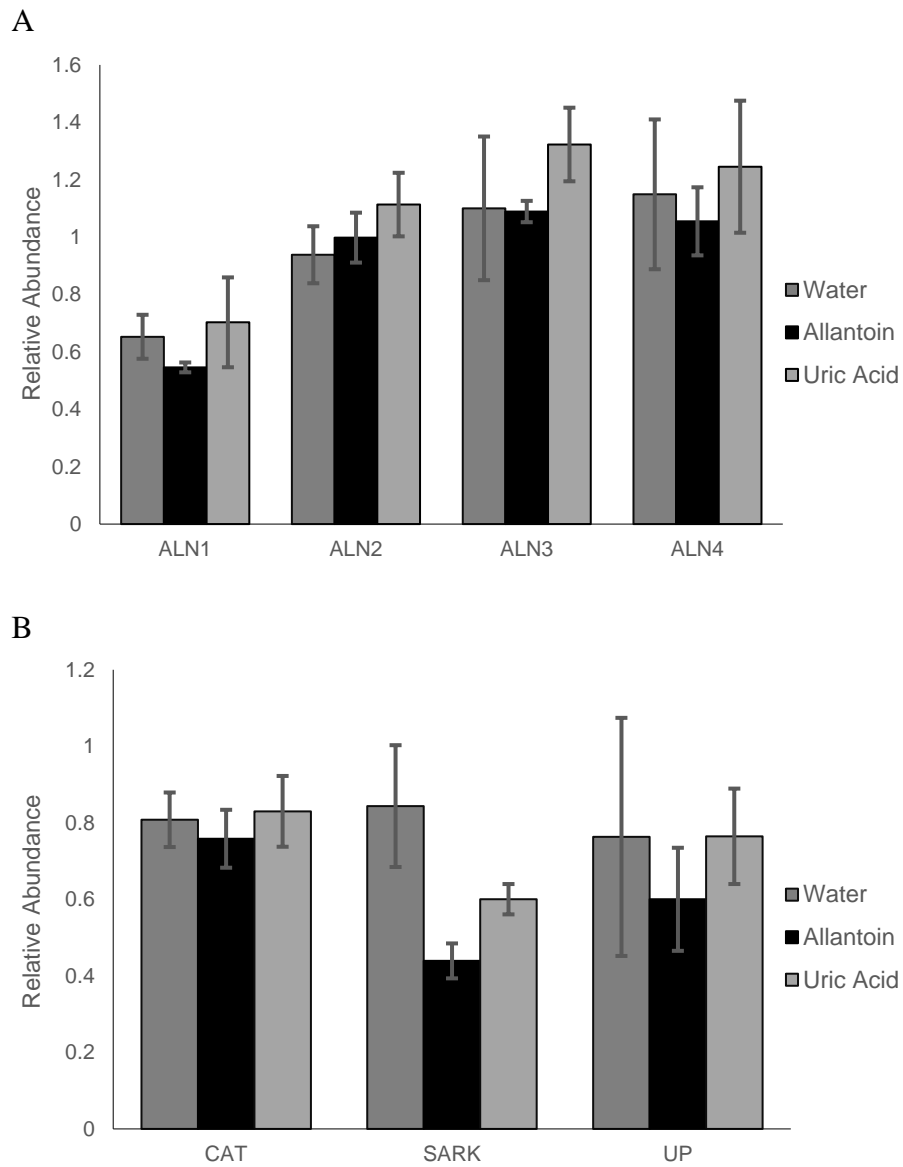 A
1.6
1.4
1.2
1
0.8
0.6
0.4
0.2
0
Relative Abundance
ALN1 ALN2 ALN3 ALN4
Water
Allantoin
Uric Acid
B
1.2
1
0.8
0.6
0.4
0.2
0
Relative Abundance
CAT SARK UP
Water
Allantoin
Uric Acid